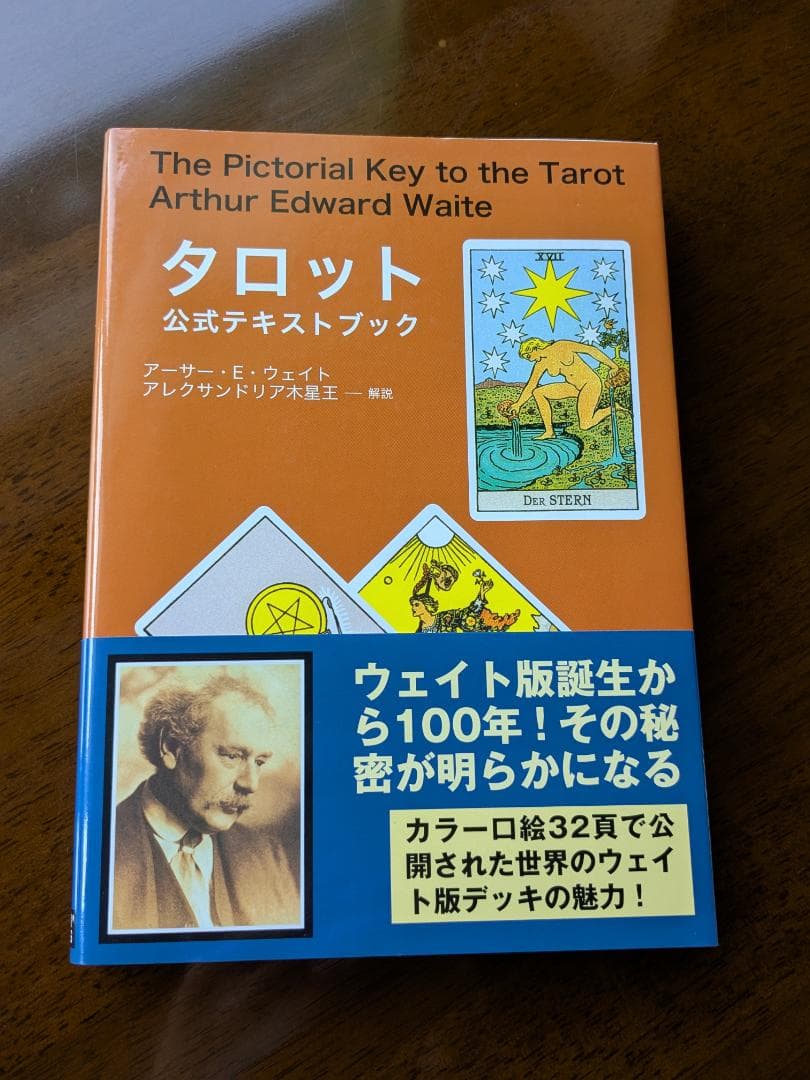 The Pictorial Key to the Tarot
Arthur Edward Waite
タロット
公式テキストブック
アーサー・E・ウェイト
アレクサンドリア木星王 ― 解説
XVII
DER STERN
ウェイト版誕生か
ら100年！その秘
密が明らかになる
カラー口絵32頁で公
開された世界のウェイ
ト版デッキの魅力！